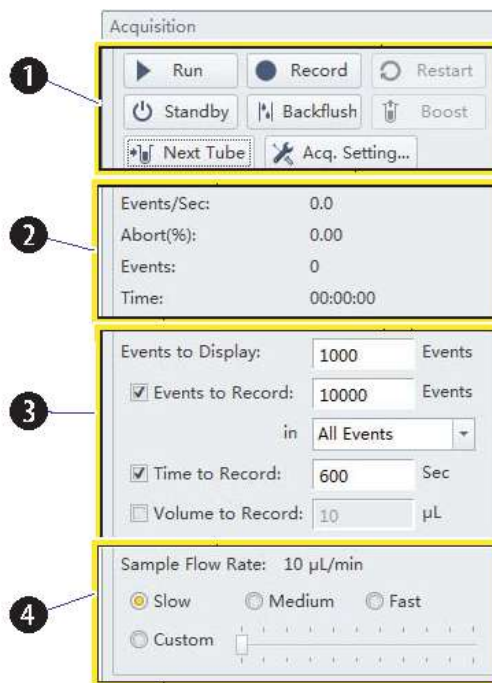 Acquisition
1
Run Record Restart
Standby Backflush Boost
Next Tube Acq. Setting...
2
Events/Sec: 0.0
Abort(%): 0.00
Events: 0
Time: 00:00:00
3
Events to Display: 1000 Events
Events to Record: 10000 Events
in All Events
Time to Record: 600 Sec
Volume to Record: 10 µL
4
Sample Flow Rate: 10 µL/min
Slow Medium Fast
Custom